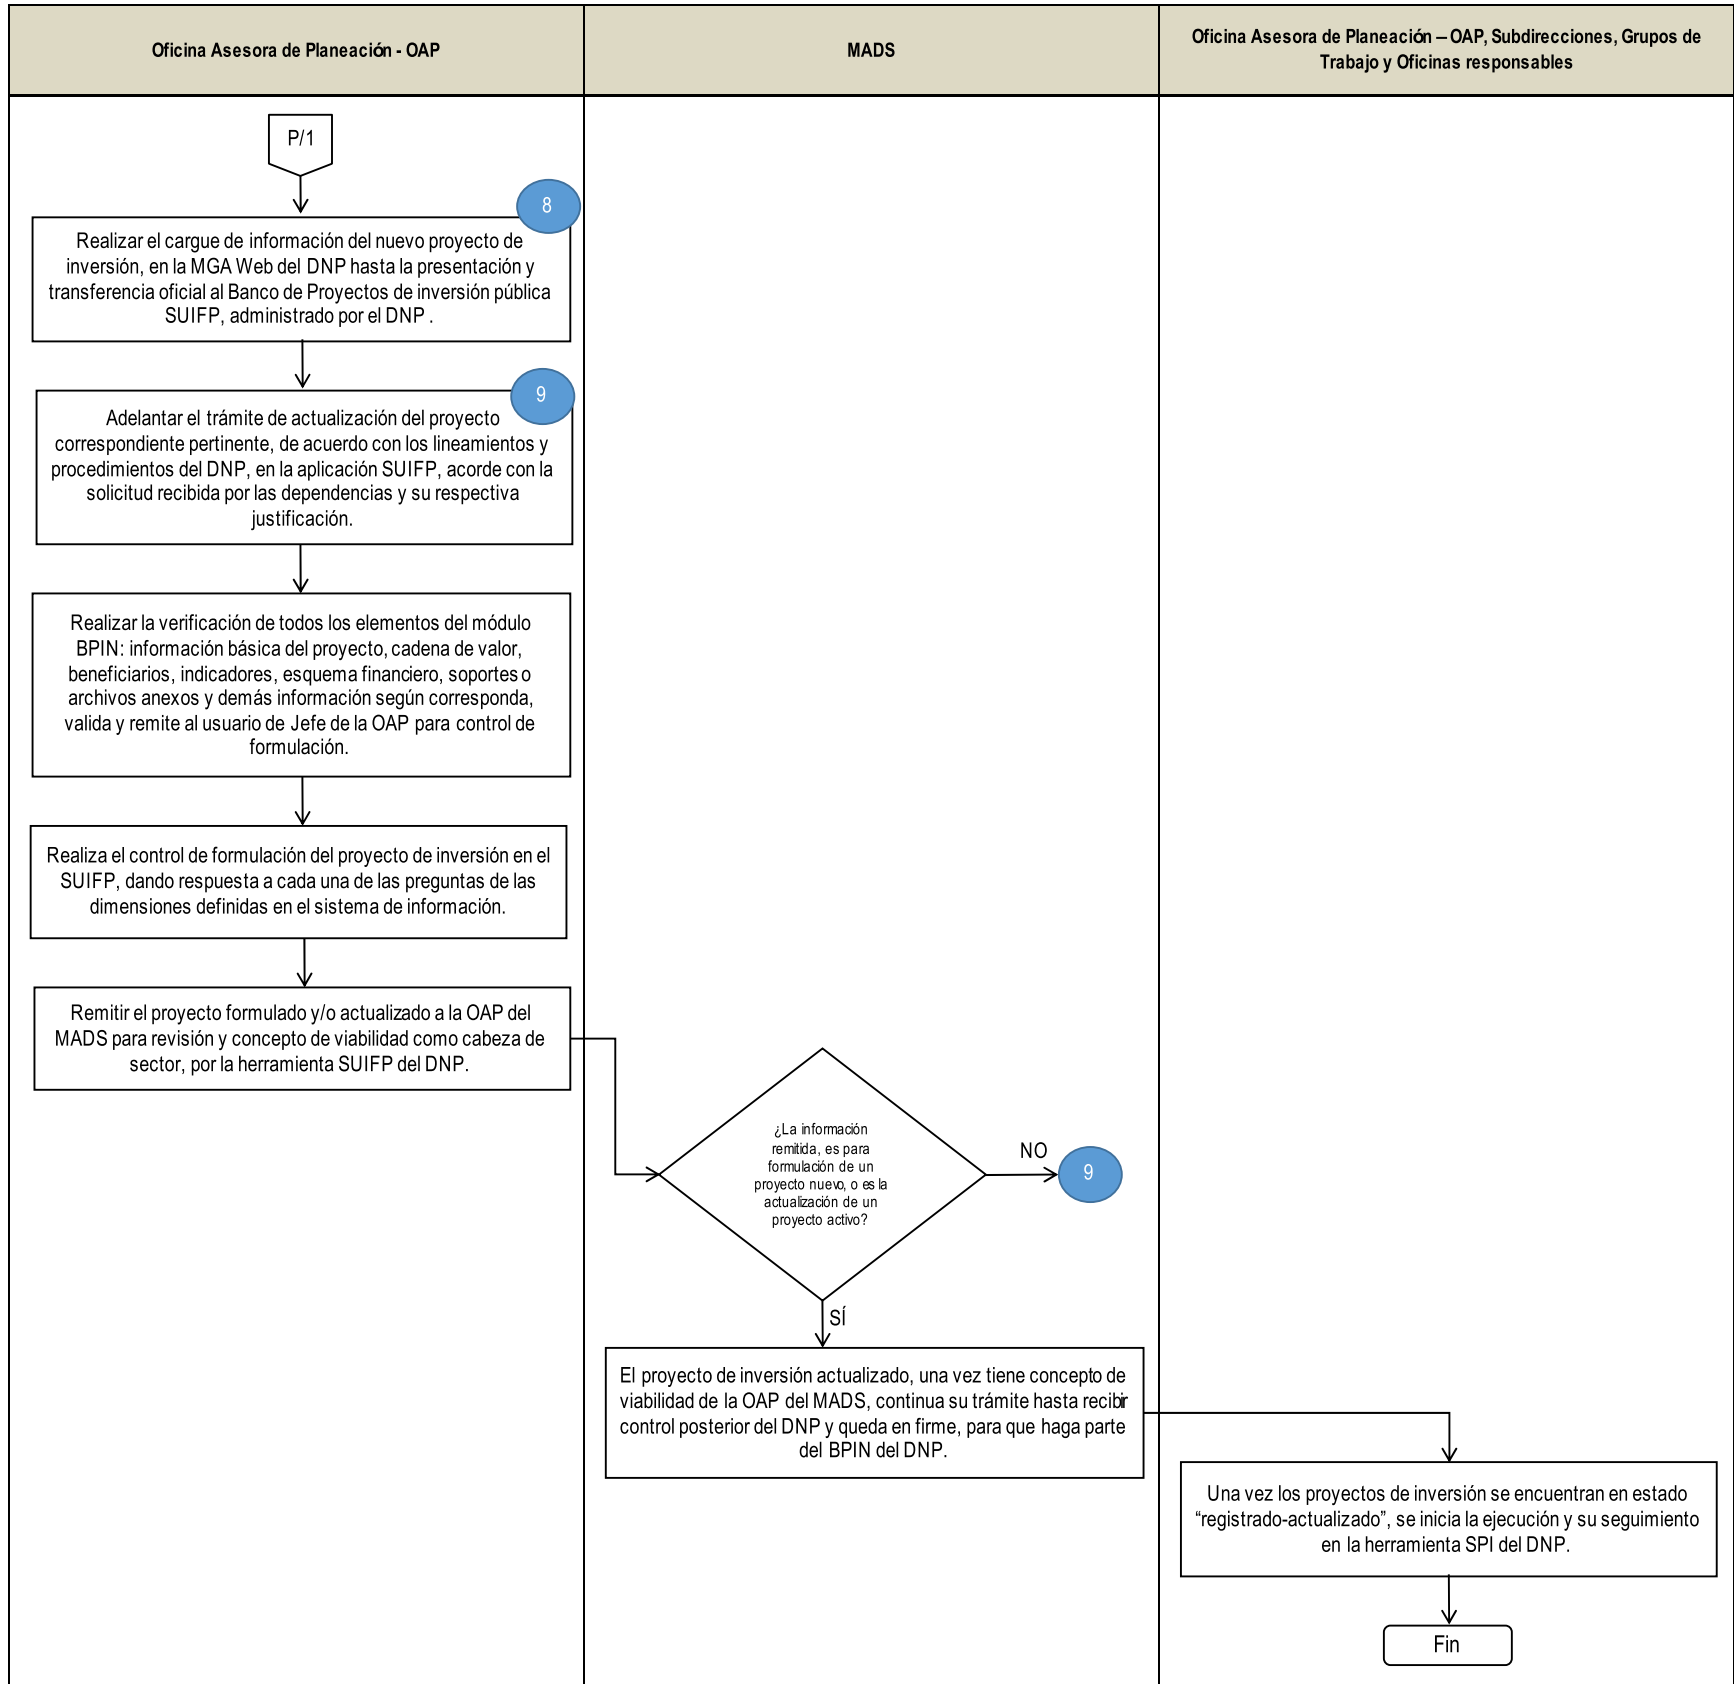 Oficina Asesora de Planeación - OAP
MADS
Oficina Asesora de Planeación – OAP, Subdirecciones, Grupos de
Trabajo y Oficinas responsables
P/1
8
Realizar el cargue de información del nuevo proyecto de
inversión, en la MGA Web del DNP hasta la presentación y
transferencia oficial al Banco de Proyectos de inversión pública
SUIFP, administrado por el DNP .
9
Adelantar el trámite de actualización del proyecto
correspondiente pertinente, de acuerdo con los lineamientos y
procedimientos del DNP, en la aplicación SUIFP, acorde con la
solicitud recibida por las dependencias y su respectiva
justificación.
Realizar la verificación de todos los elementos del módulo
BPIN: información básica del proyecto, cadena de valor,
beneficiarios, indicadores, esquema financiero, soportes o
archivos anexos y demás información según corresponda,
valida y remite al usuario de Jefe de la OAP para control de
formulación.
Realiza el control de formulación del proyecto de inversión en el
SUIFP, dando respuesta a cada una de las preguntas de las
dimensiones definidas en el sistema de información.
Remitir el proyecto formulado y/o actualizado a la OAP del
MADS para revisión y concepto de viabilidad como cabeza de
sector, por la herramienta SUIFP del DNP.
¿La información
remitida, es para
formulación de un
proyecto nuevo, o es la
actualización de un
proyecto activo?
NO
9
SÍ
El proyecto de inversión actualizado, una vez tiene concepto de
viabilidad de la OAP del MADS, continua su trámite hasta recibir
control posterior del DNP y queda en firme, para que haga parte
del BPIN del DNP.
Una vez los proyectos de inversión se encuentran en estado
“registrado-actualizado”, se inicia la ejecución y su seguimiento
en la herramienta SPI del DNP.
Fin